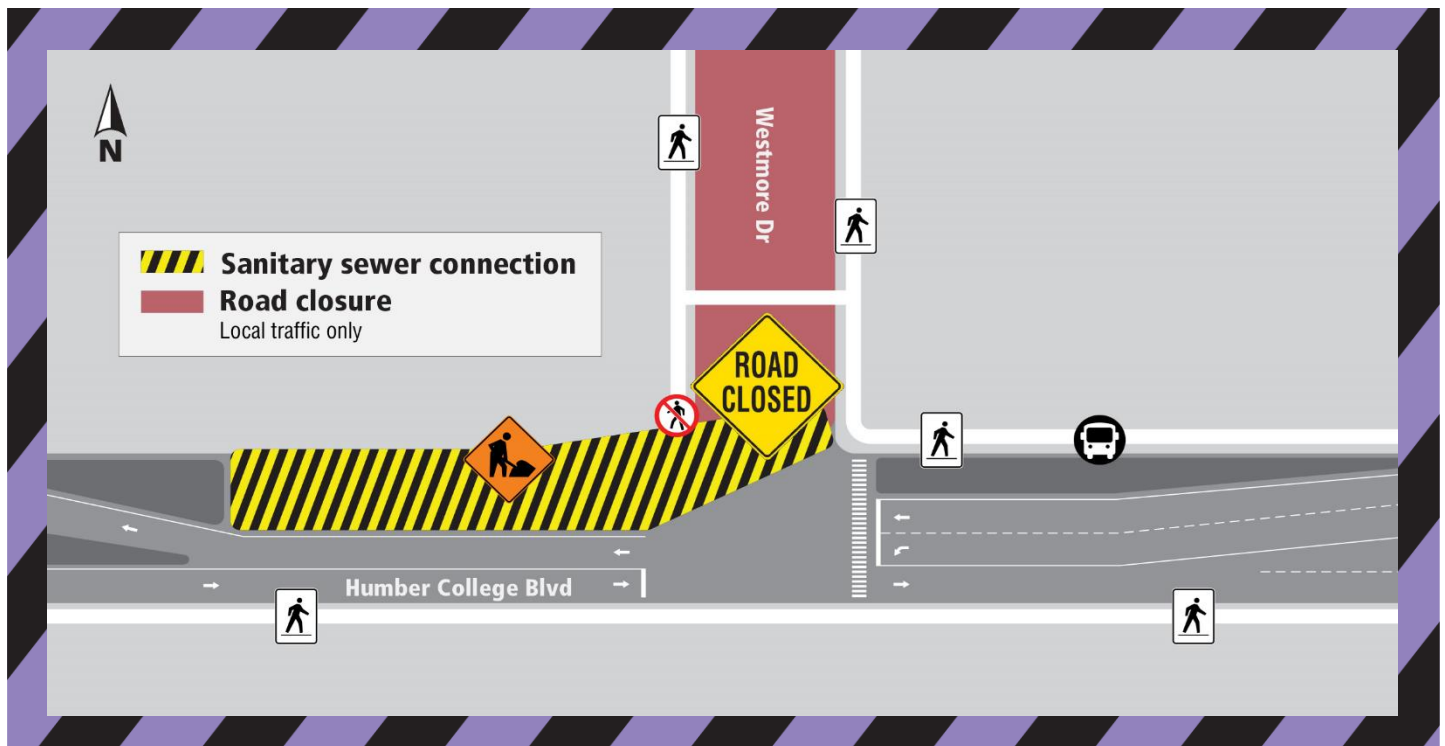 N
Westmore Dr
Sanitary sewer connection
Road closure
Local traffic only
ROAD
CLOSED
Humber College Blvd